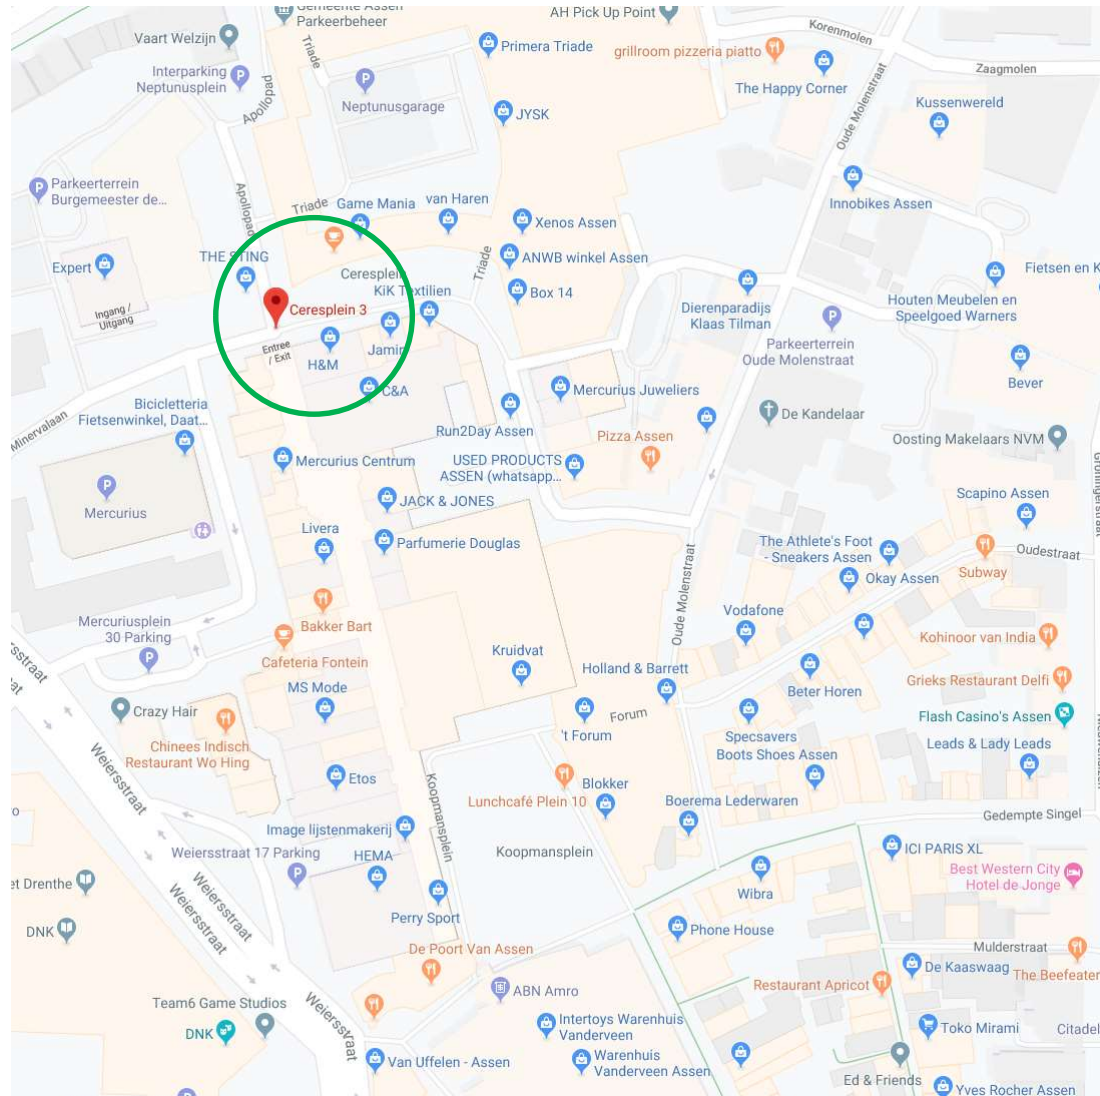 Gemeente Assen
Parkeerbeheer
AH Pick Up Point
Korenmolen
Vaart Welzijn
Triade
Primera Triade
grillroom pizzeria piatto
Zaagmolen
Interparking
Neptunusplein
Apollopad
Neptunusgarage
The Happy Corner
Kussenwereld
JYSK
Oude Molenstraat
Parkeerterrein
Burgemeester de...
Apollopad
Triade
Game Mania
van Haren
Xenos Assen
Innobikes Assen
THE STING
Expert
Ceresplein
Triade
ANWB winkel Assen
Fietsen en K
KiK Textilien
Box 14
Ingang /
Uitgang
Ceresplein 3
Dierenparadijs
Klaas Tilman
Houten Meubelen en
Speelgoed Warners
Entree
/ Exit
H&M
Jamin
Parkeerterrein
Oude Molenstraat
Bever
C&A
Mercurius Juweliers
De Kandelaar
Minervalaan
Bicicletteria
Fietsenwinkel, Daat...
Run2Day Assen
Pizza Assen
Oosting Makelaars NVM
Groningerstraat
Mercurius Centrum
USED PRODUCTS
ASSEN (whatsapp...
Mercurius
JACK & JONES
Scapino Assen
Livera
Parfumerie Douglas
The Athlete's Foot
- Sneakers Assen
Oudestraat
Okay Assen
Subway
Oude Molenstraat
Mercuriusplein
30 Parking
Bakker Bart
Vodafone
Kohinoor van India
Cafeteria Fontein
Kruidvat
Holland & Barrett
Beter Horen
Grieks Restaurant Delfi
MS Mode
Crazy Hair
Forum
't Forum
Specsavers
Flash Casino's Assen
Chinees Indisch
Restaurant Wo Hing
Boots Shoes Assen
Leads & Lady Leads
Weiersstraat
Etos
Koopmansplein
Lunchcafé Plein 10
Blokker
Boerema Lederwaren
Gedempte Singel
Image lijstenmakerij
Weiersstraat 17 Parking
HEMA
Koopmansplein
ICI PARIS XL
et Drenthe
Best Western City
Hotel de Jonge
Wibra
Weiersstraat
Weiersstraat
DNK
Perry Sport
Phone House
De Poort Van Assen
Mulderstraat
De Kaaswaag
The Beefeater
ABN Amro
Restaurant Apricot
Team6 Game Studios
Weiersstraat
DNK
Intertoys Warenhuis
Vanderveen
Toko Mirami
Citadel
Van Uffelen - Assen
Warenhuis
Vanderveen Assen
Ed & Friends
Yves Rocher Assen